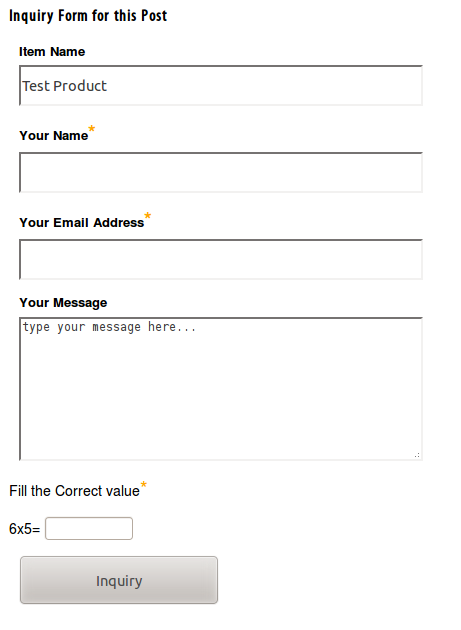 Inquiry Form for this Post
Item Name
Test Product
Your Name*
Your Email Address*
Your Message
type your message here...
Fill the Correct value*
6x5=
Inquiry